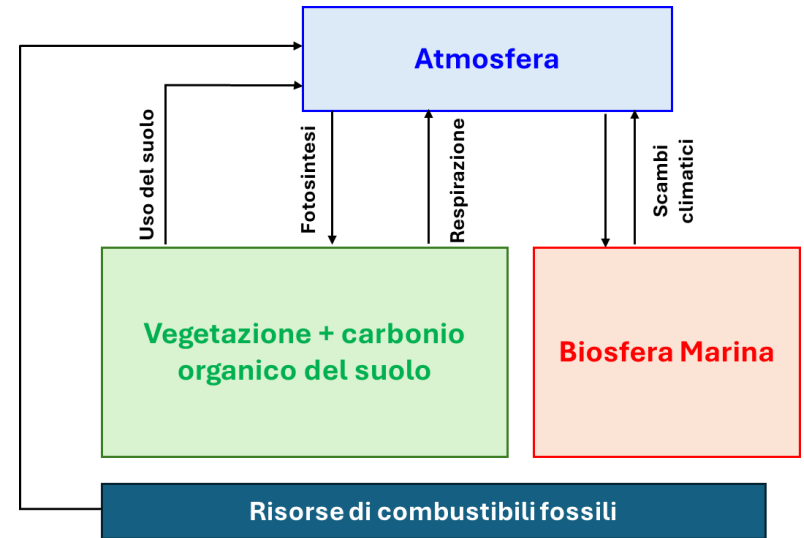 Atmosfera
Uso del suolo
Fotosintesi
Respirazione
Scambi
climatici
Vegetazione + carbonio
organico del suolo
Biosfera Marina
Risorse di combustibili fossili